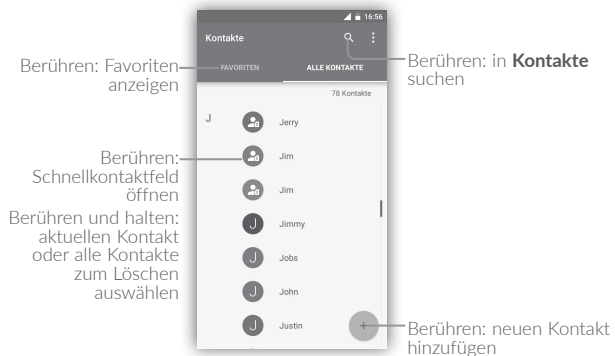 16:56
Kontakte
FAVORITEN
ALLE KONTAKTE
78 Kontakte
J
Jerry
Jim
Jim
J
Jimmy
J
Jobs
J
John
J
Justin
+
Berühren: Favoriten
anzeigen
Berühren:
Schnellkontaktfeld
öffnen
Berühren und halten:
aktuellen Kontakt
oder alle Kontakte
zum Löschen
auswählen
Berühren: in Kontakte
suchen
Berühren: neuen Kontakt
hinzufügen